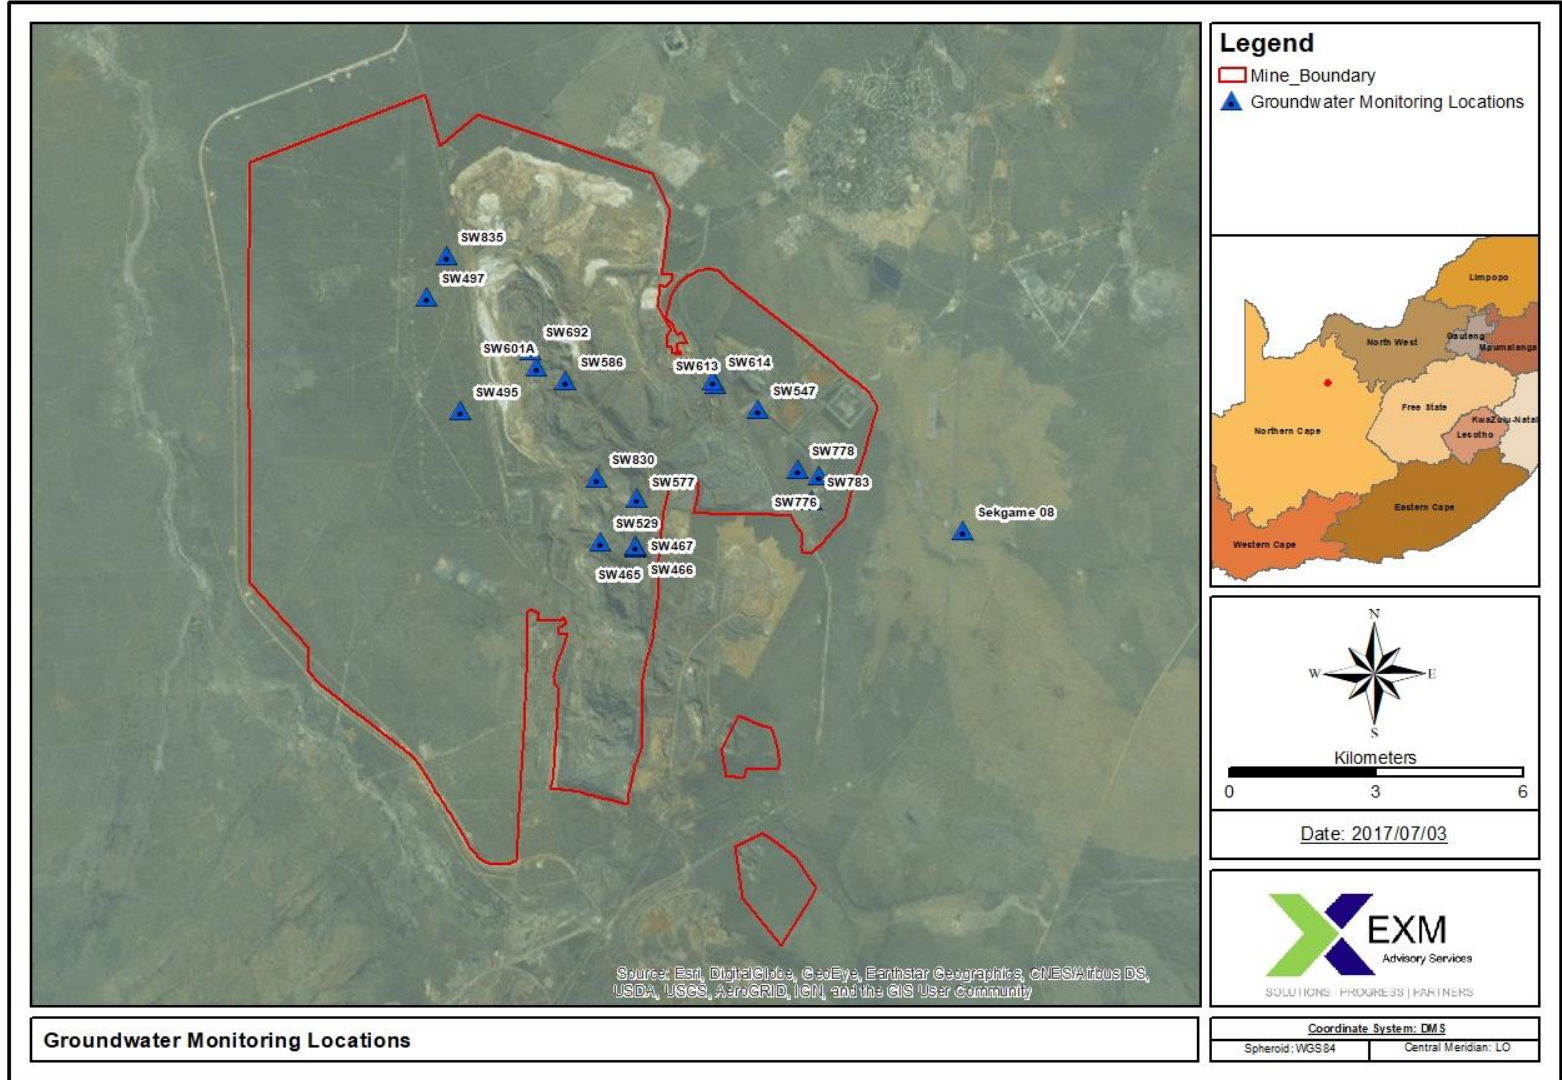 Legend
Mine_Boundary
Groundwater Monitoring Locations
SW835
SW497
SW692
SW601A
SW586
SW613
SW614
SW495
SW547
SW830
SW778
SW577
SW783
SW776
SW529
Sekgame 08
SW467
SW465
SW466
Limpopo
North West
Gauteng
Mpumalanga
Free State
KwaZulu-Natal
Lesotho
Northern Cape
Eastern Cape
Western Cape
N
W
E
S
Kilometers
0 3 6
Date: 2017/07/03
EXM
Advisory Services
SOLUTIONS | PROGRESS | PARTNERS
Source: Esri, DigitalGlobe, GeoEye, Earthstar Geographics, CNES/Airbus DS,
USDA, USGS, AeroGRID, IGN, and the GIS User Community
Groundwater Monitoring Locations
Coordinate System: DMS
Spheroid: WGS84
Central Meridian: LO